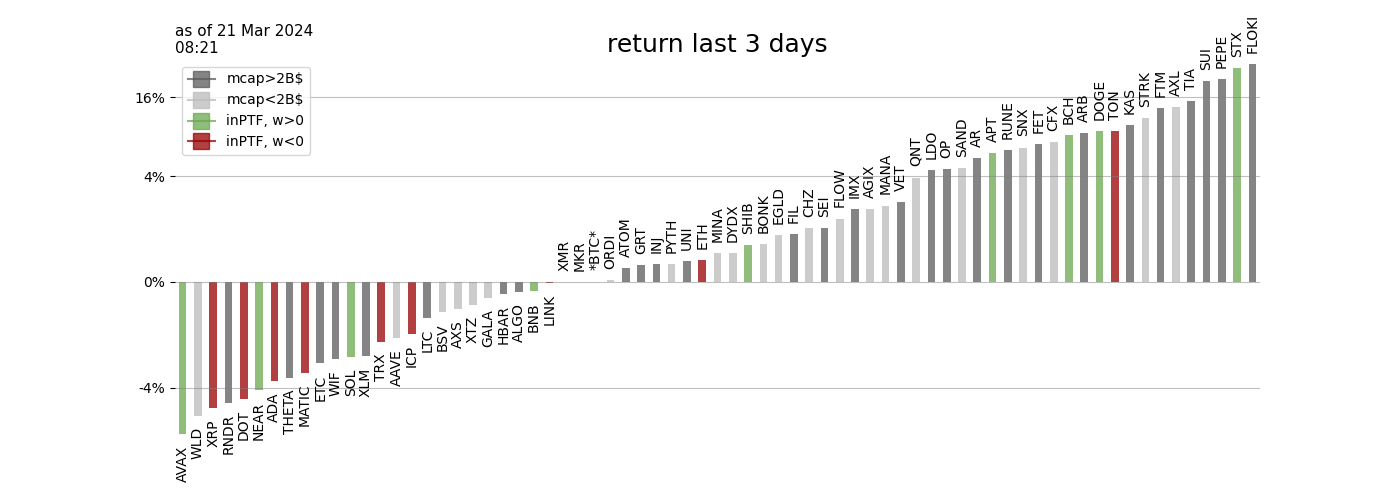 as of 21 Mar 2024
08:21
return last 3 days
mcap>2B$
mcap<2B$
inPTF, w>0
inPTF, w<0
16%
4%
0%
-4%
AVAX
WLD
XRP
RNDR
DOT
NEAR
ADA
THETA
MATIC
ETC
WIF
SOL
XLM
TRX
AAVE
ICP
LTC
BSV
AXS
XTZ
GALA
HBAR
ALGO
BNB
LINK
XMR
MKR
*BTC*
ORDI
ATOM
GRT
INJ
PYTH
UNI
ETH
MINA
DYDX
SHIB
BONK
EGLD
FIL
CHZ
SEI
FLOW
IMX
AGIX
MANA
VET
QNT
LDO
OP
SAND
AR
APT
RUNE
SNX
FET
CFX
BCH
ARB
DOGE
TON
KAS
STRK
FTM
AXL
TIA
SUI
PEPE
STX
FLOKI